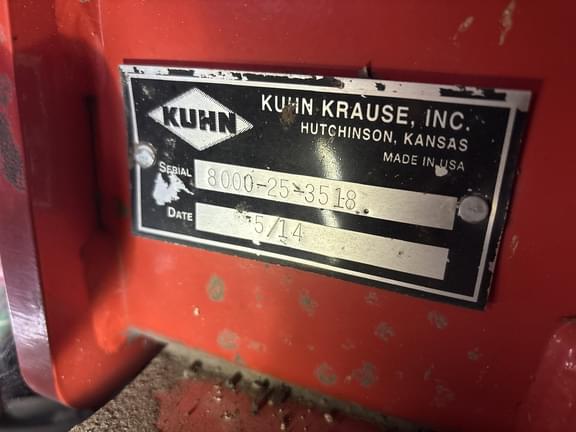 KUHN
KUHN KRAUSE, INC.
HUTCHINSON, KANSAS
MADE IN USA
SERIAL 8000-25-3518
DATE 5/14